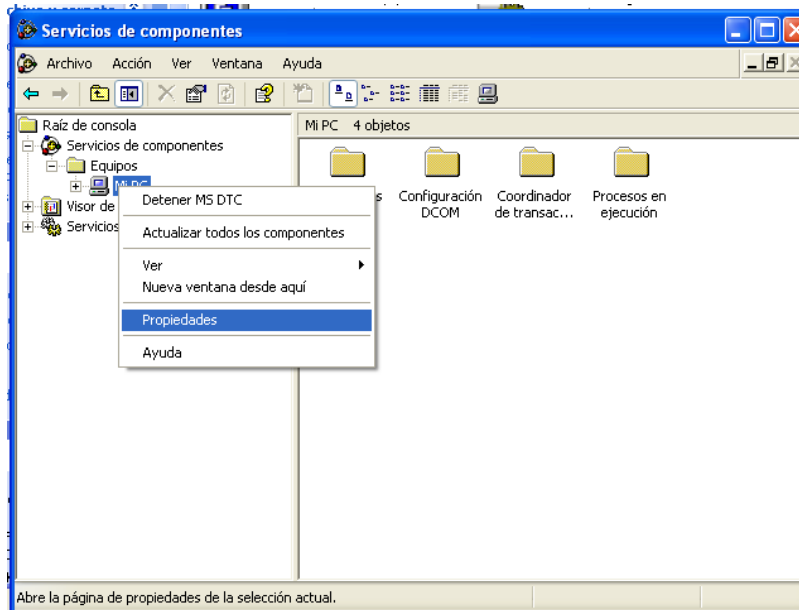 Servicios de componentes
Archivo Acción Ver Ventana Ayuda
Raíz de consola
Mi PC 4 objetos
Servicios de componentes
Equipos
Mi PC
Visor de
Servicios
Detener MS DTC
Actualizar todos los componentes
Ver
Nueva ventana desde aquí
Propiedades
Ayuda
Configuración
DCOM
Coordinador
de transac...
Procesos en
ejecución
Abre la página de propiedades de la selección actual.